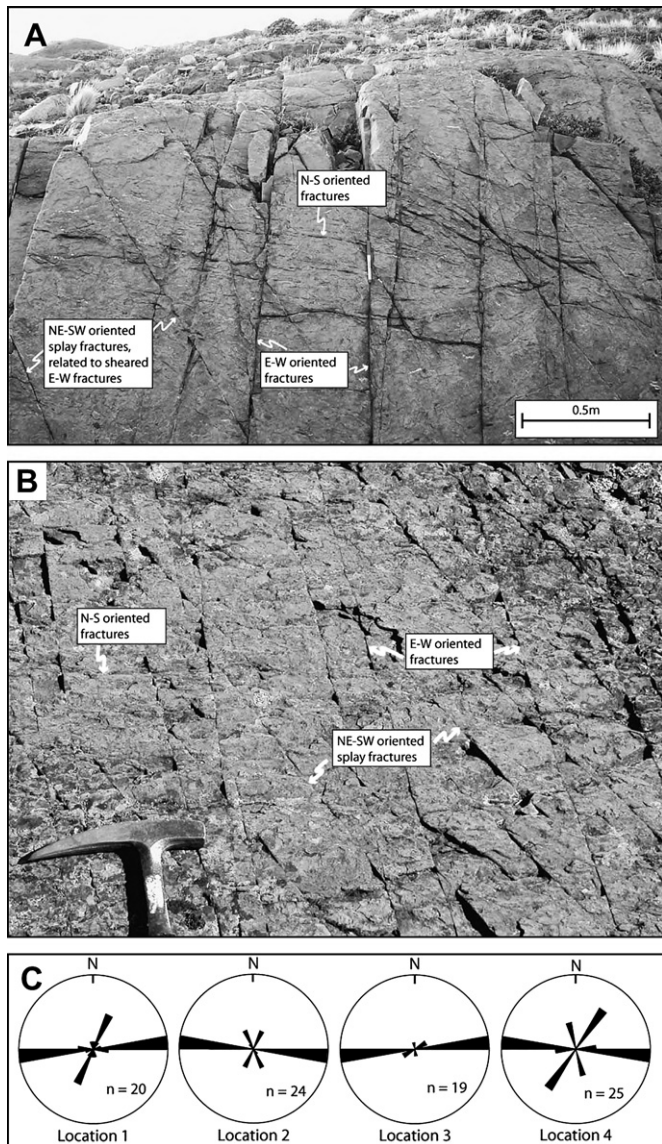 A
N-S oriented
fractures
NE-SW oriented
splay fractures,
related to sheared
E-W fractures
E-W oriented
fractures
0.5m
B
N-S oriented
fractures
E-W oriented
fractures
NE-SW oriented
splay fractures
C
N
N
N
N
n = 20
n = 24
n = 19
n = 25
Location 1
Location 2
Location 3
Location 4